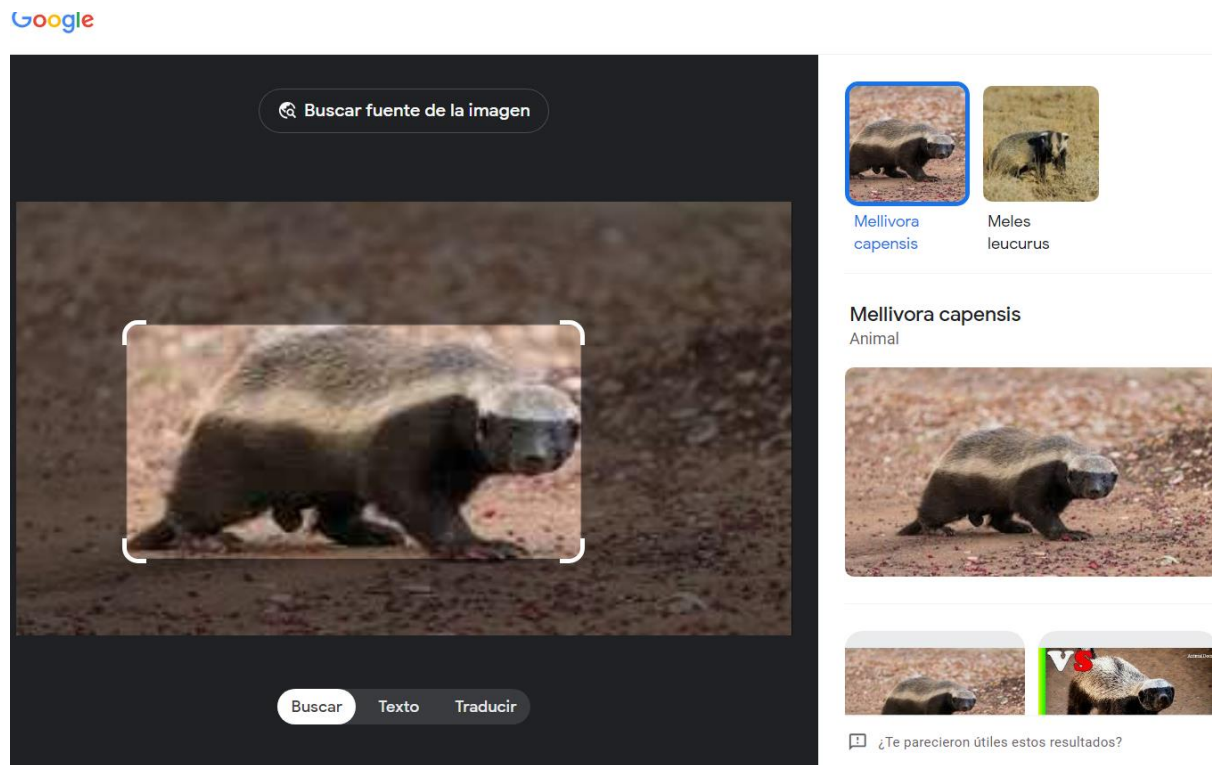 Google
Buscar fuente de la imagen
Mellivora
capensis
Meles
leucurus
Mellivora capensis
Animal
VS
Buscar
Texto
Traducir
¿Te parecieron útiles estos resultados?